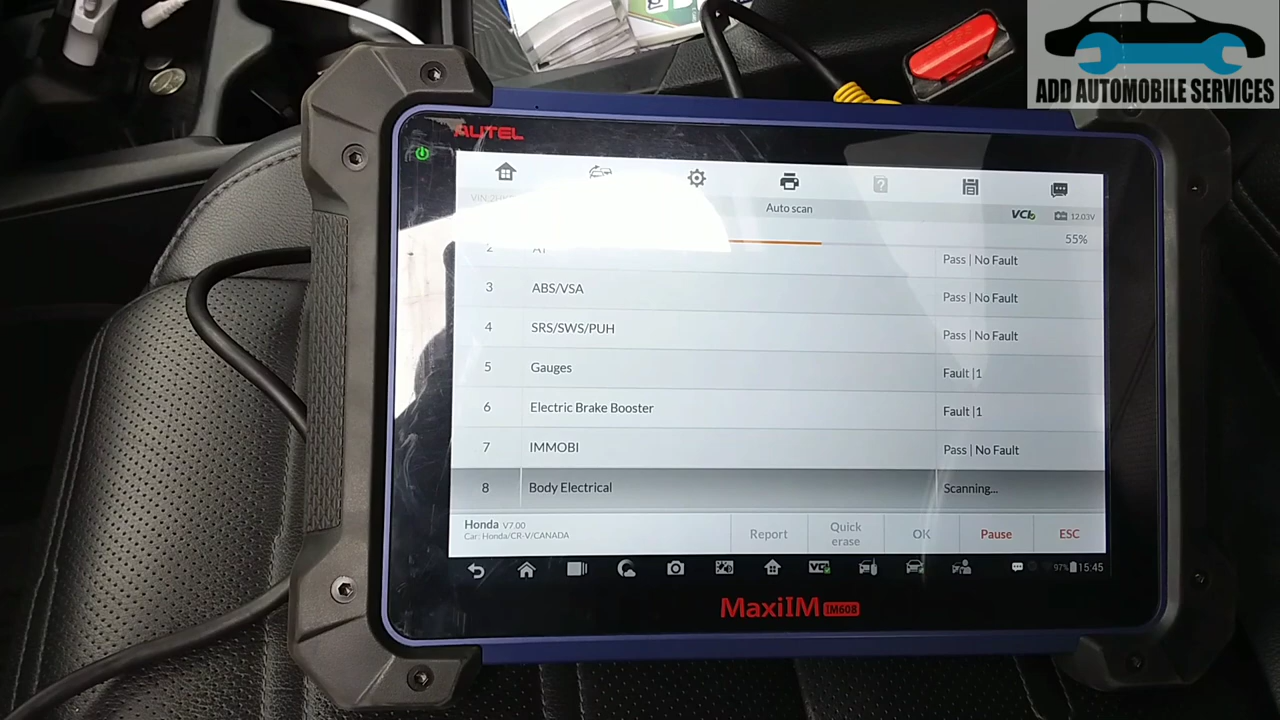 ADD AUTOMOBILE SERVICES
AUTEL
Auto scan
VCI
12.03V
55%
2 AT Pass | No Fault
3 ABS/VSA Pass | No Fault
4 SRS/SWS/PUH Pass | No Fault
5 Gauges Fault |1
6 Electric Brake Booster Fault |1
7 IMMOBI Pass | No Fault
8 Body Electrical Scanning...
Honda V7.00
Car: Honda/CR-V/CANADA
Report
Quick
erase
OK
Pause
ESC
VCI
97% 15:45
MaxiIM IM608